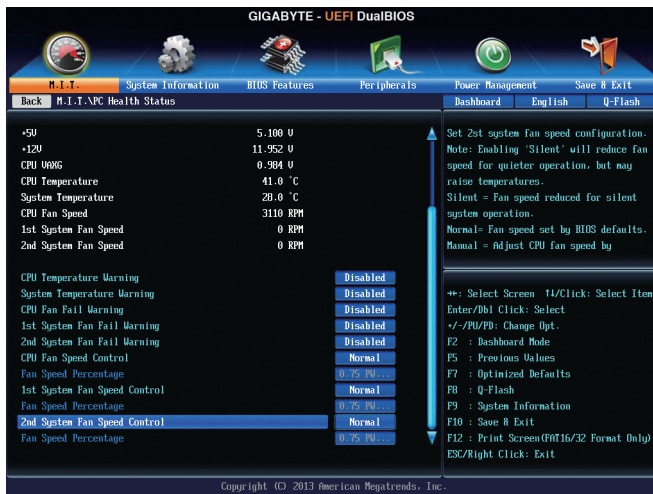 GIGABYTE - UEFI DualBIOS
M.I.T. System Information BIOS Features Peripherals Power Management Save & Exit
Back M.I.T.\PC Health Status Dashboard English Q-Flash
+5V 5.100 V
+12V 11.952 V
CPU VAXG 0.984 V
CPU Temperature 41.0 °C
System Temperature 28.0 °C
CPU Fan Speed 3110 RPM
1st System Fan Speed 0 RPM
2nd System Fan Speed 0 RPM
CPU Temperature Warning Disabled
System Temperature Warning Disabled
CPU Fan Fail Warning Disabled
1st System Fan Fail Warning Disabled
2nd System Fan Fail Warning Disabled
CPU Fan Speed Control Normal
Fan Speed Percentage 0.75 PW...
1st System Fan Speed Control Normal
Fan Speed Percentage 0.75 PW...
2nd System Fan Speed Control Normal
Fan Speed Percentage 0.75 PW...
Set 2st system fan speed configuration.
Note: Enabling 'Silent' will reduce fan
speed for quieter operation, but may
raise temperatures.
Silent = Fan speed reduced for silent
system operation.
Normal= Fan speed set by BIOS defaults.
Manual = Adjust CPU fan speed by
→←: Select Screen ↑↓/Click: Select Item
Enter/Dbl Click: Select
+/-/PU/PD: Change Opt.
F2 : Dashboard Mode
F5 : Previous Values
F7 : Optimized Defaults
F8 : Q-Flash
F9 : System Information
F10 : Save & Exit
F12 : Print Screen(FAT16/32 Format Only)
ESC/Right Click: Exit
Copyright (C) 2013 American Megatrends, Inc.